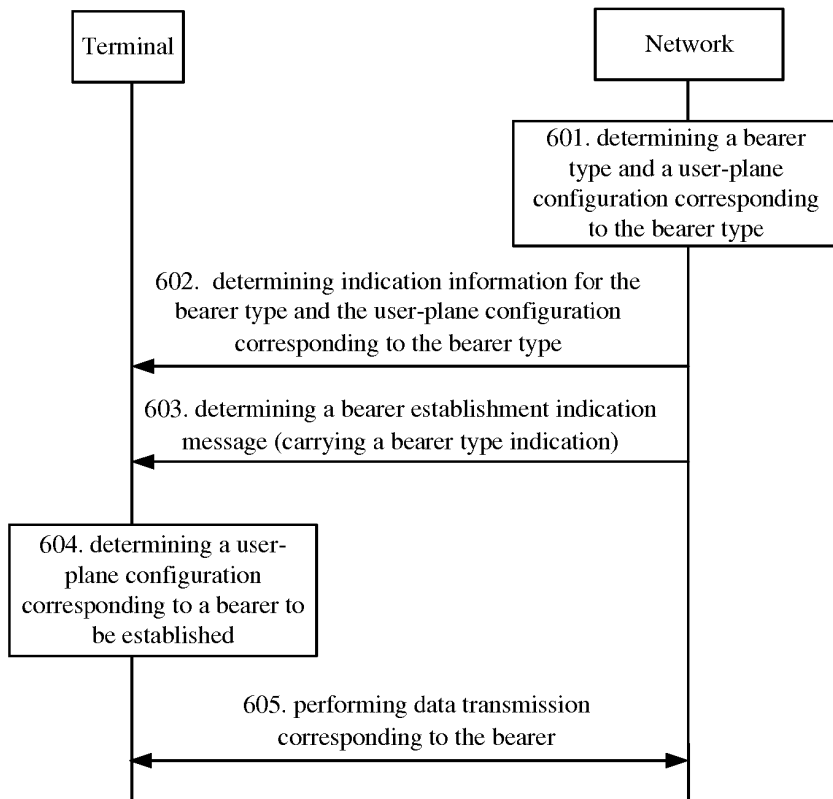 Terminal
Network
601. determining a bearer
type and a user-plane
configuration corresponding
to the bearer type
602. determining indication information for the
bearer type and the user-plane configuration
corresponding to the bearer type
603. determining a bearer establishment indication
message (carrying a bearer type indication)
604. determining a user-
plane configuration
corresponding to a bearer to
be established
605. performing data transmission
corresponding to the bearer